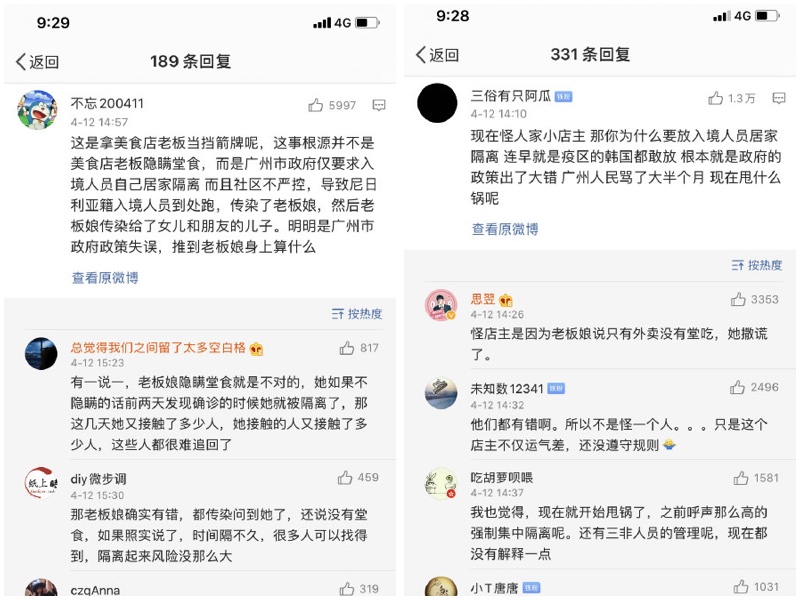 9:29
4G
返回
189 条回复
不忘200411
5997
4-12 14:57
这是拿美食店老板当挡箭牌呢，这事根源并不是
美食店老板隐瞒堂食，而是广州市政府仅要求入
境人员自己居家隔离 而且社区不严控，导致尼日
利亚籍入境人员到处跑，传染了老板娘，然后老
板娘传染给了女儿和朋友的儿子。明明是广州市
政府政策失误，推到老板娘身上算什么
查看原微博
按热度
总觉得我们之间留了太多空白格
817
4-12 15:23
有一说一，老板娘隐瞒堂食就是不对的，她如果不
隐瞒的话前两天发现确诊的时候她就被隔离了，那
这几天她又接触了多少人，她接触的人又接触了多
少人，这些人都很难追回了
diy微步调
459
4-12 15:30
那老板娘确实有错，都传染问到她了，还说没有堂
食，如果照实说了，时间隔不久，很多人可以找得
到，隔离起来风险没那么大
czqAnna
319
9:28
4G
返回
331 条回复
三俗有只阿瓜
铁粉
1.3万
4-12 14:10
现在怪人家小店主 那你为什么要放入境人员居家
隔离 连早就是疫区的韩国都敢放 根本就是政府的
政策出了大错 广州人民骂了大半个月 现在甩什么
锅呢
查看原微博
按热度
思翌
3353
4-12 14:26
怪店主是因为老板娘说只有外卖没有堂吃，她撒谎
了。
未知数12341
铁粉
2496
4-12 14:32
他们都有错啊。所以不是怪一个人。。。只是这个
店主不仅运气差，还没遵守规则
吃胡萝呗喂
1581
4-12 14:37
我也觉得，现在就开始甩锅了，之前呼声那么高的
强制集中隔离呢。还有三非人员的管理呢，现在都
没有解释一点
小T唐唐
铁粉
1031